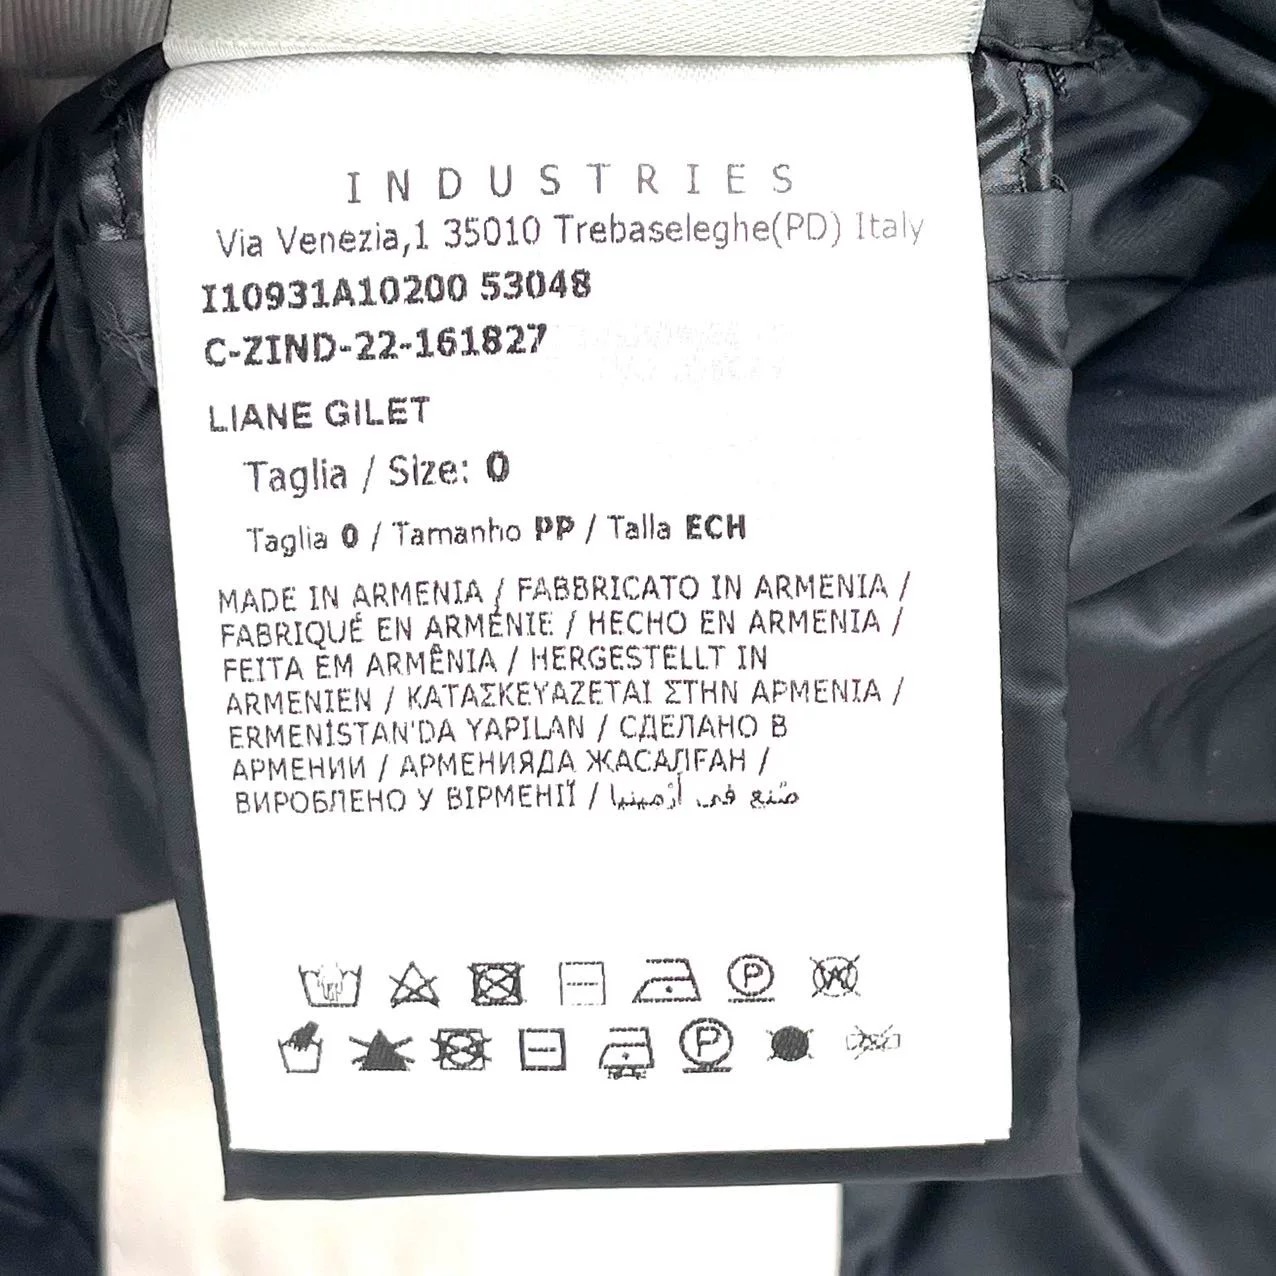 INDUSTRIES
Via Venezia,1 35010 Trebaseleghe(PD) Italy
I10931A10200 53048
C-ZIND-22-161827
LIANE GILET
Taglia / Size: 0
Taglia 0 / Tamanho PP / Talla ECH
MADE IN ARMENIA / FABBRICATO IN ARMENIA /
FABRIQUÉ EN ARMÉNIE / HECHO EN ARMENIA /
FEITA EM ARMÊNIA / HERGESTELLT IN
ARMENIEN / ΚΑΤΑΣΚΕΥΑΖΕΤΑΙ ΣΤΗΝ ΑΡΜΕΝΙΑ /
ERMENİSTAN'DA YAPILAN / СДЕЛАНО В
АРМЕНИИ / АРМЕНИЯДА ЖАСАЛҒАН /
ВИРОБЛЕНО У ВІРМЕНІЇ / صُنع في أرمينيا
P W
P